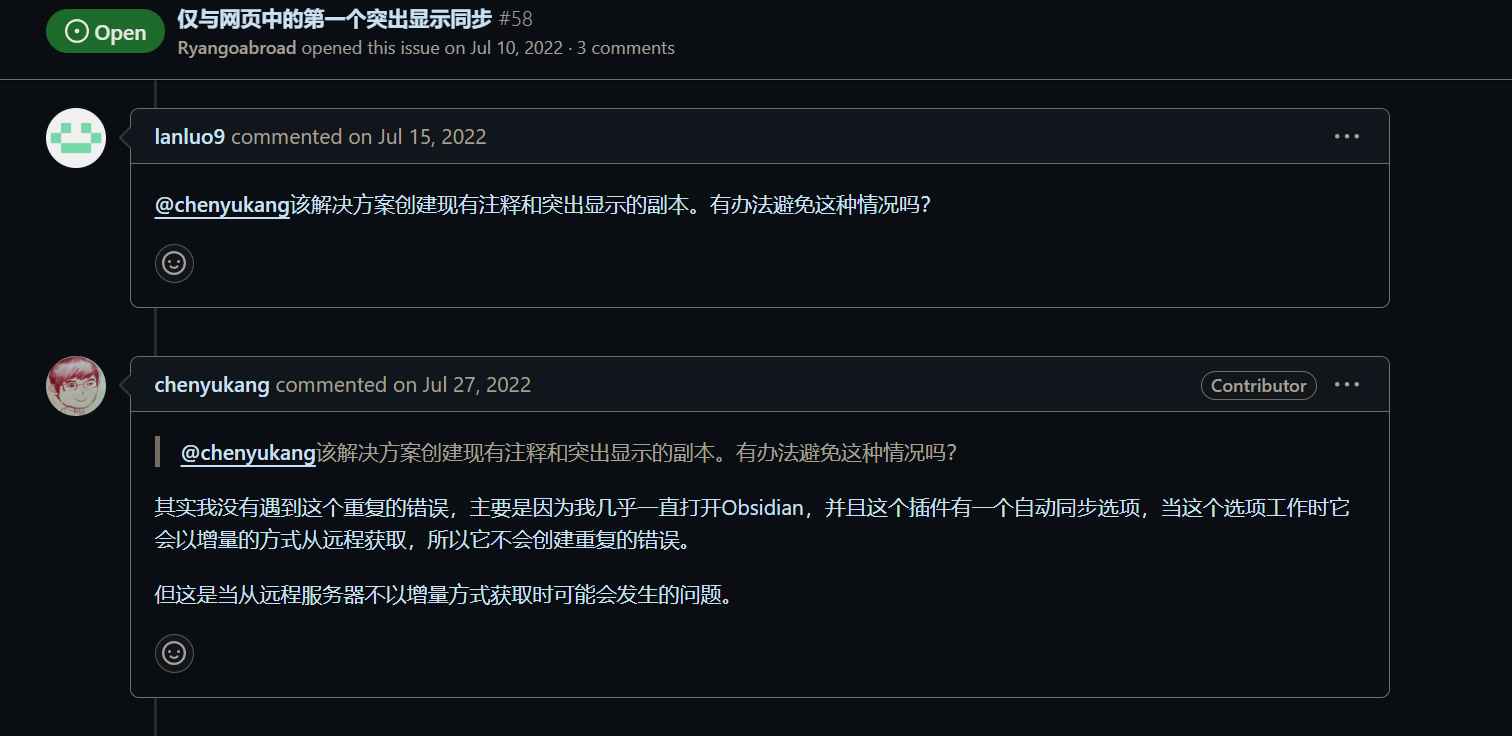 Open
仅与网页中的第一个突出显示同步 #58
Ryangoabroad opened this issue on Jul 10, 2022 · 3 comments
lanluo9 commented on Jul 15, 2022
@chenyukang该解决方案创建现有注释和突出显示的副本。有办法避免这种情况吗？
chenyukang commented on Jul 27, 2022
Contributor
@chenyukang该解决方案创建现有注释和突出显示的副本。有办法避免这种情况吗？
其实我没有遇到这个重复的错误，主要是因为我几乎一直打开Obsidian，并且这个插件有一个自动同步选项，当这个选项工作时它
会以增量的方式从远程获取，所以它不会创建重复的错误。
但这是当从远程服务器不以增量方式获取时可能会发生的问题。